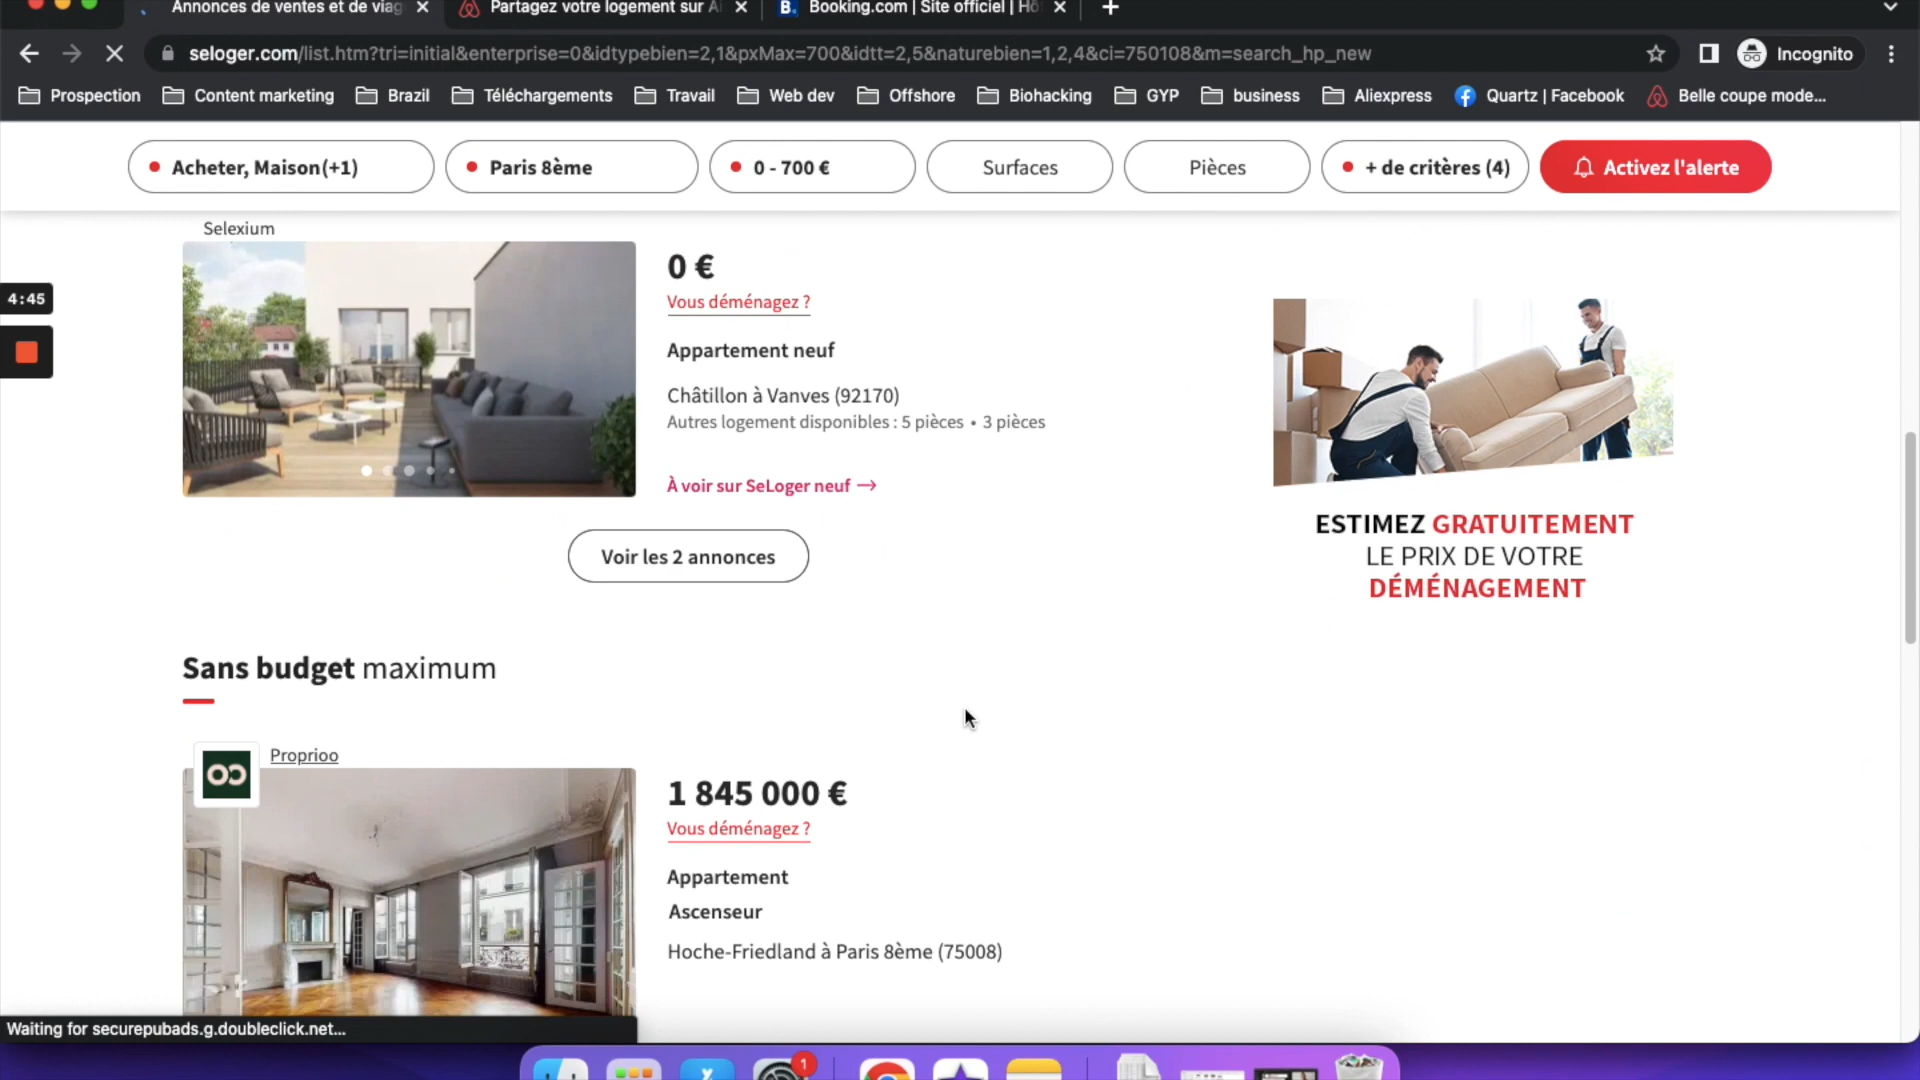 Annonces de ventes et de viag
Partagez votre logement sur Ai
B. Booking.com | Site officiel | Hô
seloger.com/list.htm?tri=initial&enterprise=0&idtypebien=2,1&pxMax=700&idtt=2,5&naturebien=1,2,4&ci=750108&m=search_hp_new
Incognito
Prospection Content marketing Brazil Téléchargements Travail Web dev Offshore Biohacking GYP business Aliexpress Quartz | Facebook Belle coupe mode...
Acheter, Maison(+1) Paris 8ème 0 - 700 € Surfaces Pièces + de critères (4) Activez l'alerte
Selexium
4:45
0 €
Vous déménagez ?
Appartement neuf
Châtillon à Vanves (92170)
Autres logement disponibles : 5 pièces • 3 pièces
À voir sur SeLoger neuf →
Voir les 2 annonces
ESTIMEZ GRATUITEMENT
LE PRIX DE VOTRE
DÉMÉNAGEMENT
Sans budget maximum
Proprioo
1 845 000 €
Vous déménagez ?
Appartement
Ascenseur
Hoche-Friedland à Paris 8ème (75008)
Waiting for securepubads.g.doubleclick.net...
1